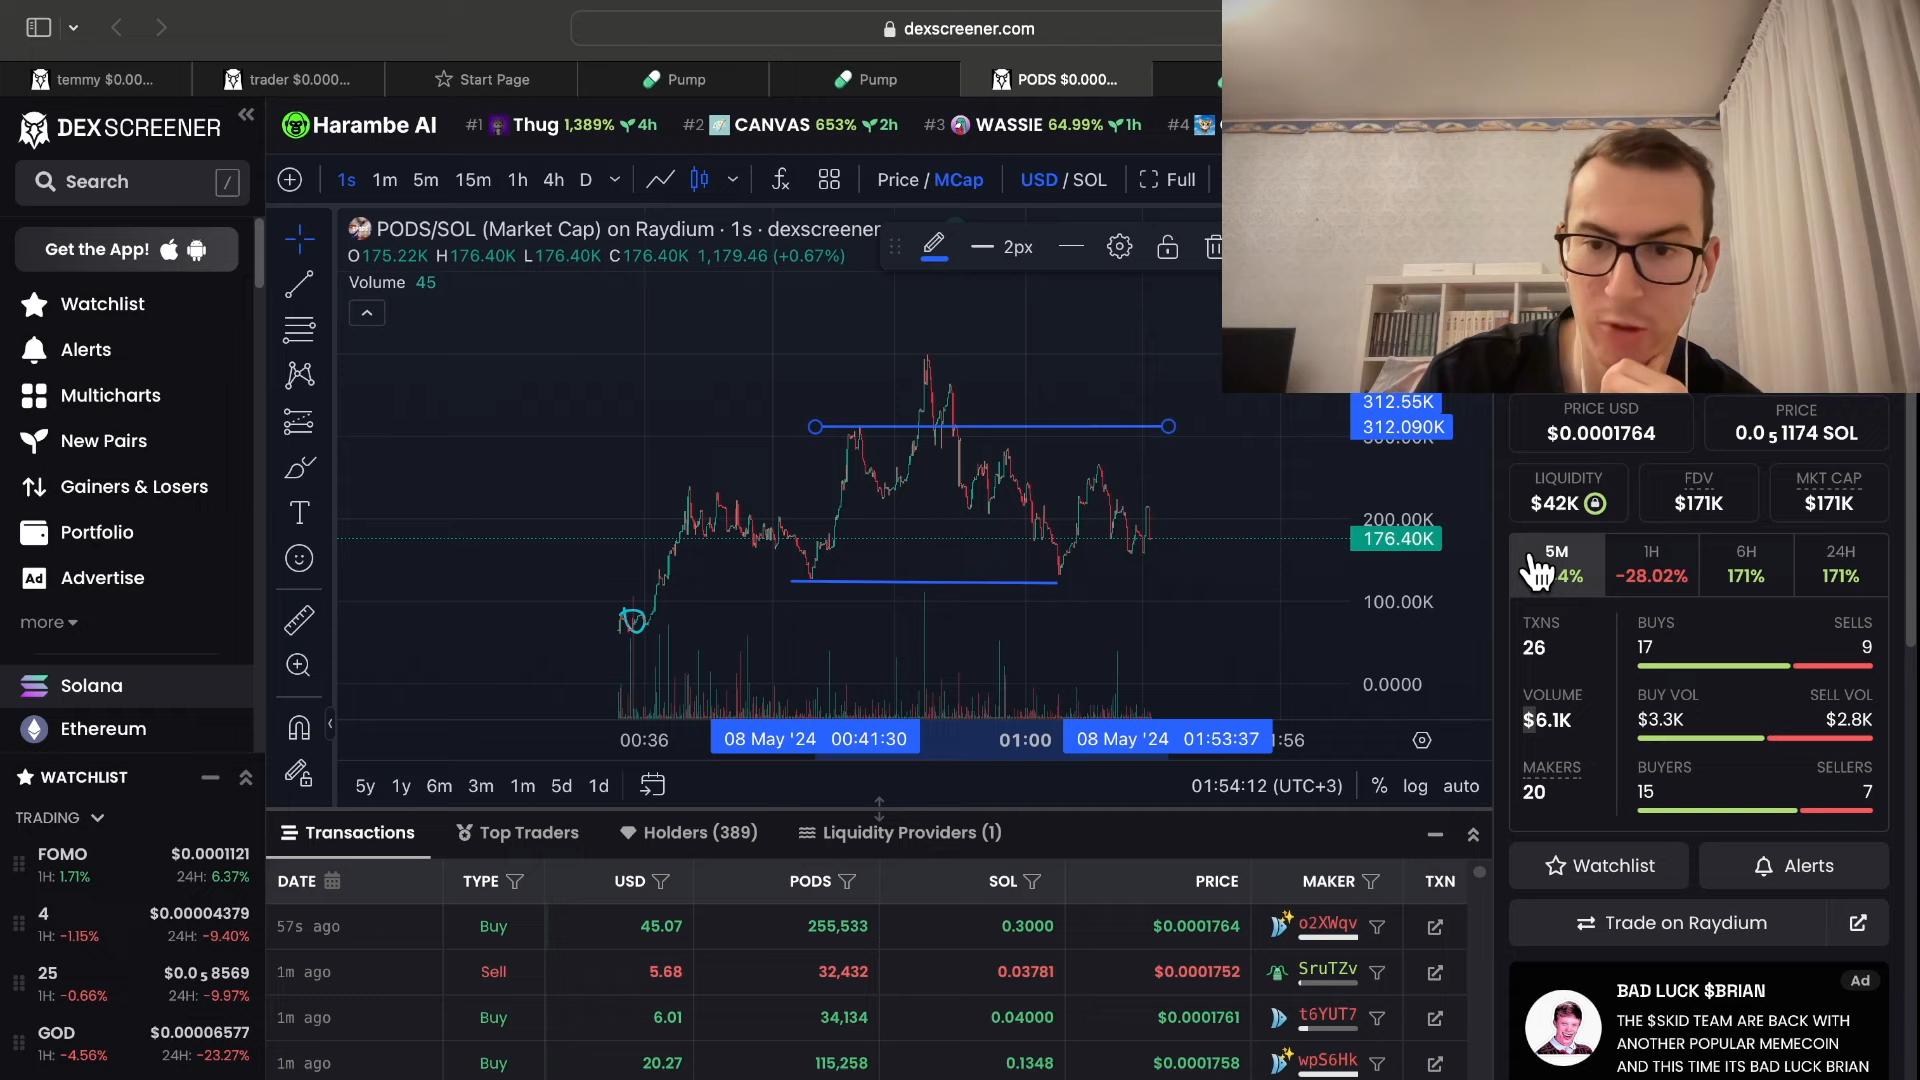 dexscreener.com
temmy $0.00...
trader $0.000...
Start Page
Pump
Pump
PODS $0.000...
DEX SCREENER
Harambe AI
#1 Thug 1,389% 4h
#2 CANVAS 653% 2h
#3 WASSIE 64.99% 1h
#4
Search /
1s 1m 5m 15m 1h 4h D
Price / MCap
USD / SOL
Full
Get the App!
Watchlist
Alerts
Multicharts
New Pairs
Gainers & Losers
Portfolio
Ad Advertise
more
Solana
Ethereum
WATCHLIST
TRADING
FOMO $0.0001121
1H: 1.71% 24H: 6.37%
4 $0.00004379
1H: -1.15% 24H: -9.40%
25 $0.0₅8569
1H: -0.66% 24H: -9.97%
GOD $0.00006577
1H: -4.56% 24H: -23.27%
PODS/SOL (Market Cap) on Raydium · 1s · dexscreener
2px
O175.22K H176.40K L176.40K C176.40K 1,179.46 (+0.67%)
Volume 45
312.55K
312.090K
200.00K
176.40K
100.00K
0.0000
00:36
08 May '24 00:41:30
01:00
08 May '24 01:53:37
:56
5y 1y 6m 3m 1m 5d 1d
01:54:12 (UTC+3) % log auto
Transactions
Top Traders
Holders (389)
Liquidity Providers (1)
DATE TYPE USD PODS SOL PRICE MAKER TXN
57s ago Buy 45.07 255,533 0.3000 $0.0001764 o2XWqv
1m ago Sell 5.68 32,432 0.03781 $0.0001752 SruTZv
1m ago Buy 6.01 34,134 0.04000 $0.0001761 t6YUT7
1m ago Buy 20.27 115,258 0.1348 $0.0001758 wpS6Hk
PRICE USD
$0.0001764
PRICE
0.0₅1174 SOL
LIQUIDITY
$42K
FDV
$171K
MKT CAP
$171K
5M
4%
1H
-28.02%
6H
171%
24H
171%
TXNS
26
BUYS SELLS
17 9
VOLUME
$6.1K
BUY VOL SELL VOL
$3.3K $2.8K
MAKERS
20
BUYERS SELLERS
15 7
Watchlist
Alerts
Trade on Raydium
Ad
BAD LUCK $BRIAN
THE $SKID TEAM ARE BACK WITH
ANOTHER POPULAR MEMECOIN
AND THIS TIME ITS BAD LUCK BRIAN